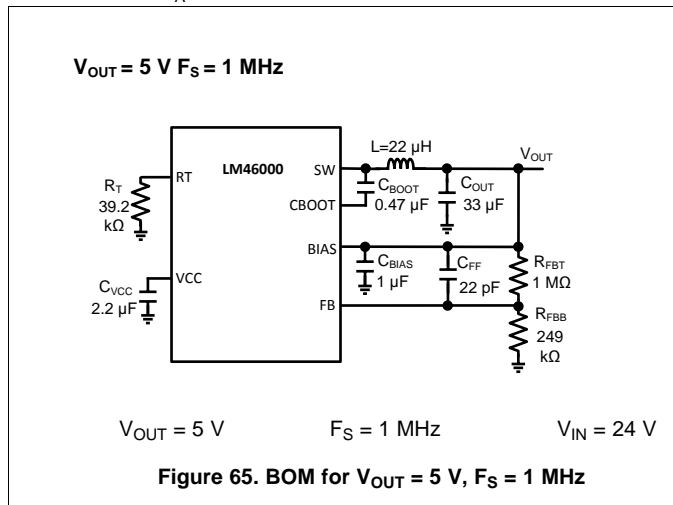 A
V_OUT = 5 V F_S = 1 MHz
LM46000
RT
R_T
39.2
kΩ
VCC
C_VCC
2.2 µF
SW
CBOOT
BIAS
FB
L=22 µH
V_OUT
C_BOOT
0.47 µF
C_OUT
33 µF
C_BIAS
1 µF
C_FF
22 pF
R_FBT
1 MΩ
R_FBB
249
kΩ
V_OUT = 5 V F_S = 1 MHz V_IN = 24 V
Figure 65. BOM for V_OUT = 5 V, F_S = 1 MHz